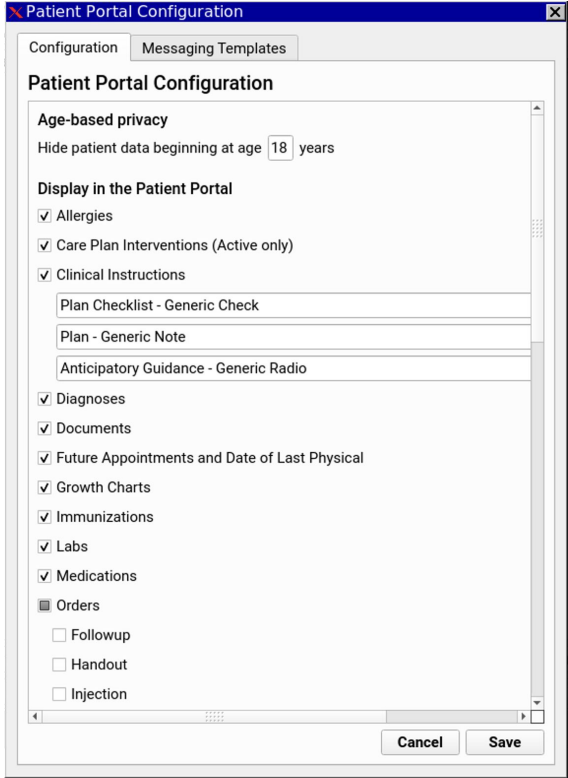 Patient Portal Configuration
Configuration
Messaging Templates
Patient Portal Configuration
Age-based privacy
Hide patient data beginning at age 18 years
Display in the Patient Portal
Allergies
Care Plan Interventions (Active only)
Clinical Instructions
Plan Checklist - Generic Check
Plan - Generic Note
Anticipatory Guidance - Generic Radio
Diagnoses
Documents
Future Appointments and Date of Last Physical
Growth Charts
Immunizations
Labs
Medications
Orders
Followup
Handout
Injection
Cancel
Save